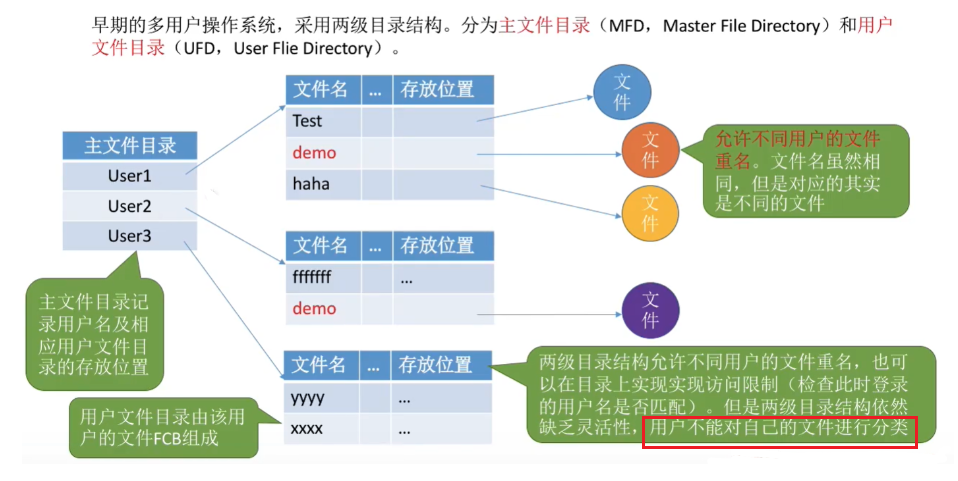 早期的多用户操作系统，采用两级目录结构。分为主文件目录（MFD，Master File Directory）和用户
文件目录（UFD，User Flie Directory）。
主文件目录
User1
User2
User3
文件名 ... 存放位置
Test
demo
haha
文件
文件
文件
允许不同用户的文件
重名。文件名虽然相
同，但是对应的其实
是不同的文件
文件名 ... 存放位置
fffffff ...
demo
文件
主文件目录记
录用户名及相
应用户文件目
录的存放位置
文件名 ... 存放位置
yyyy ...
xxxx ...
用户文件目录由该用
户的文件FCB组成
两级目录结构允许不同用户的文件重名，也可
以在目录上实现实现访问限制（检查此时登录
的用户名是否匹配）。但是两级目录结构依然
缺乏灵活性，用户不能对自己的文件进行分类